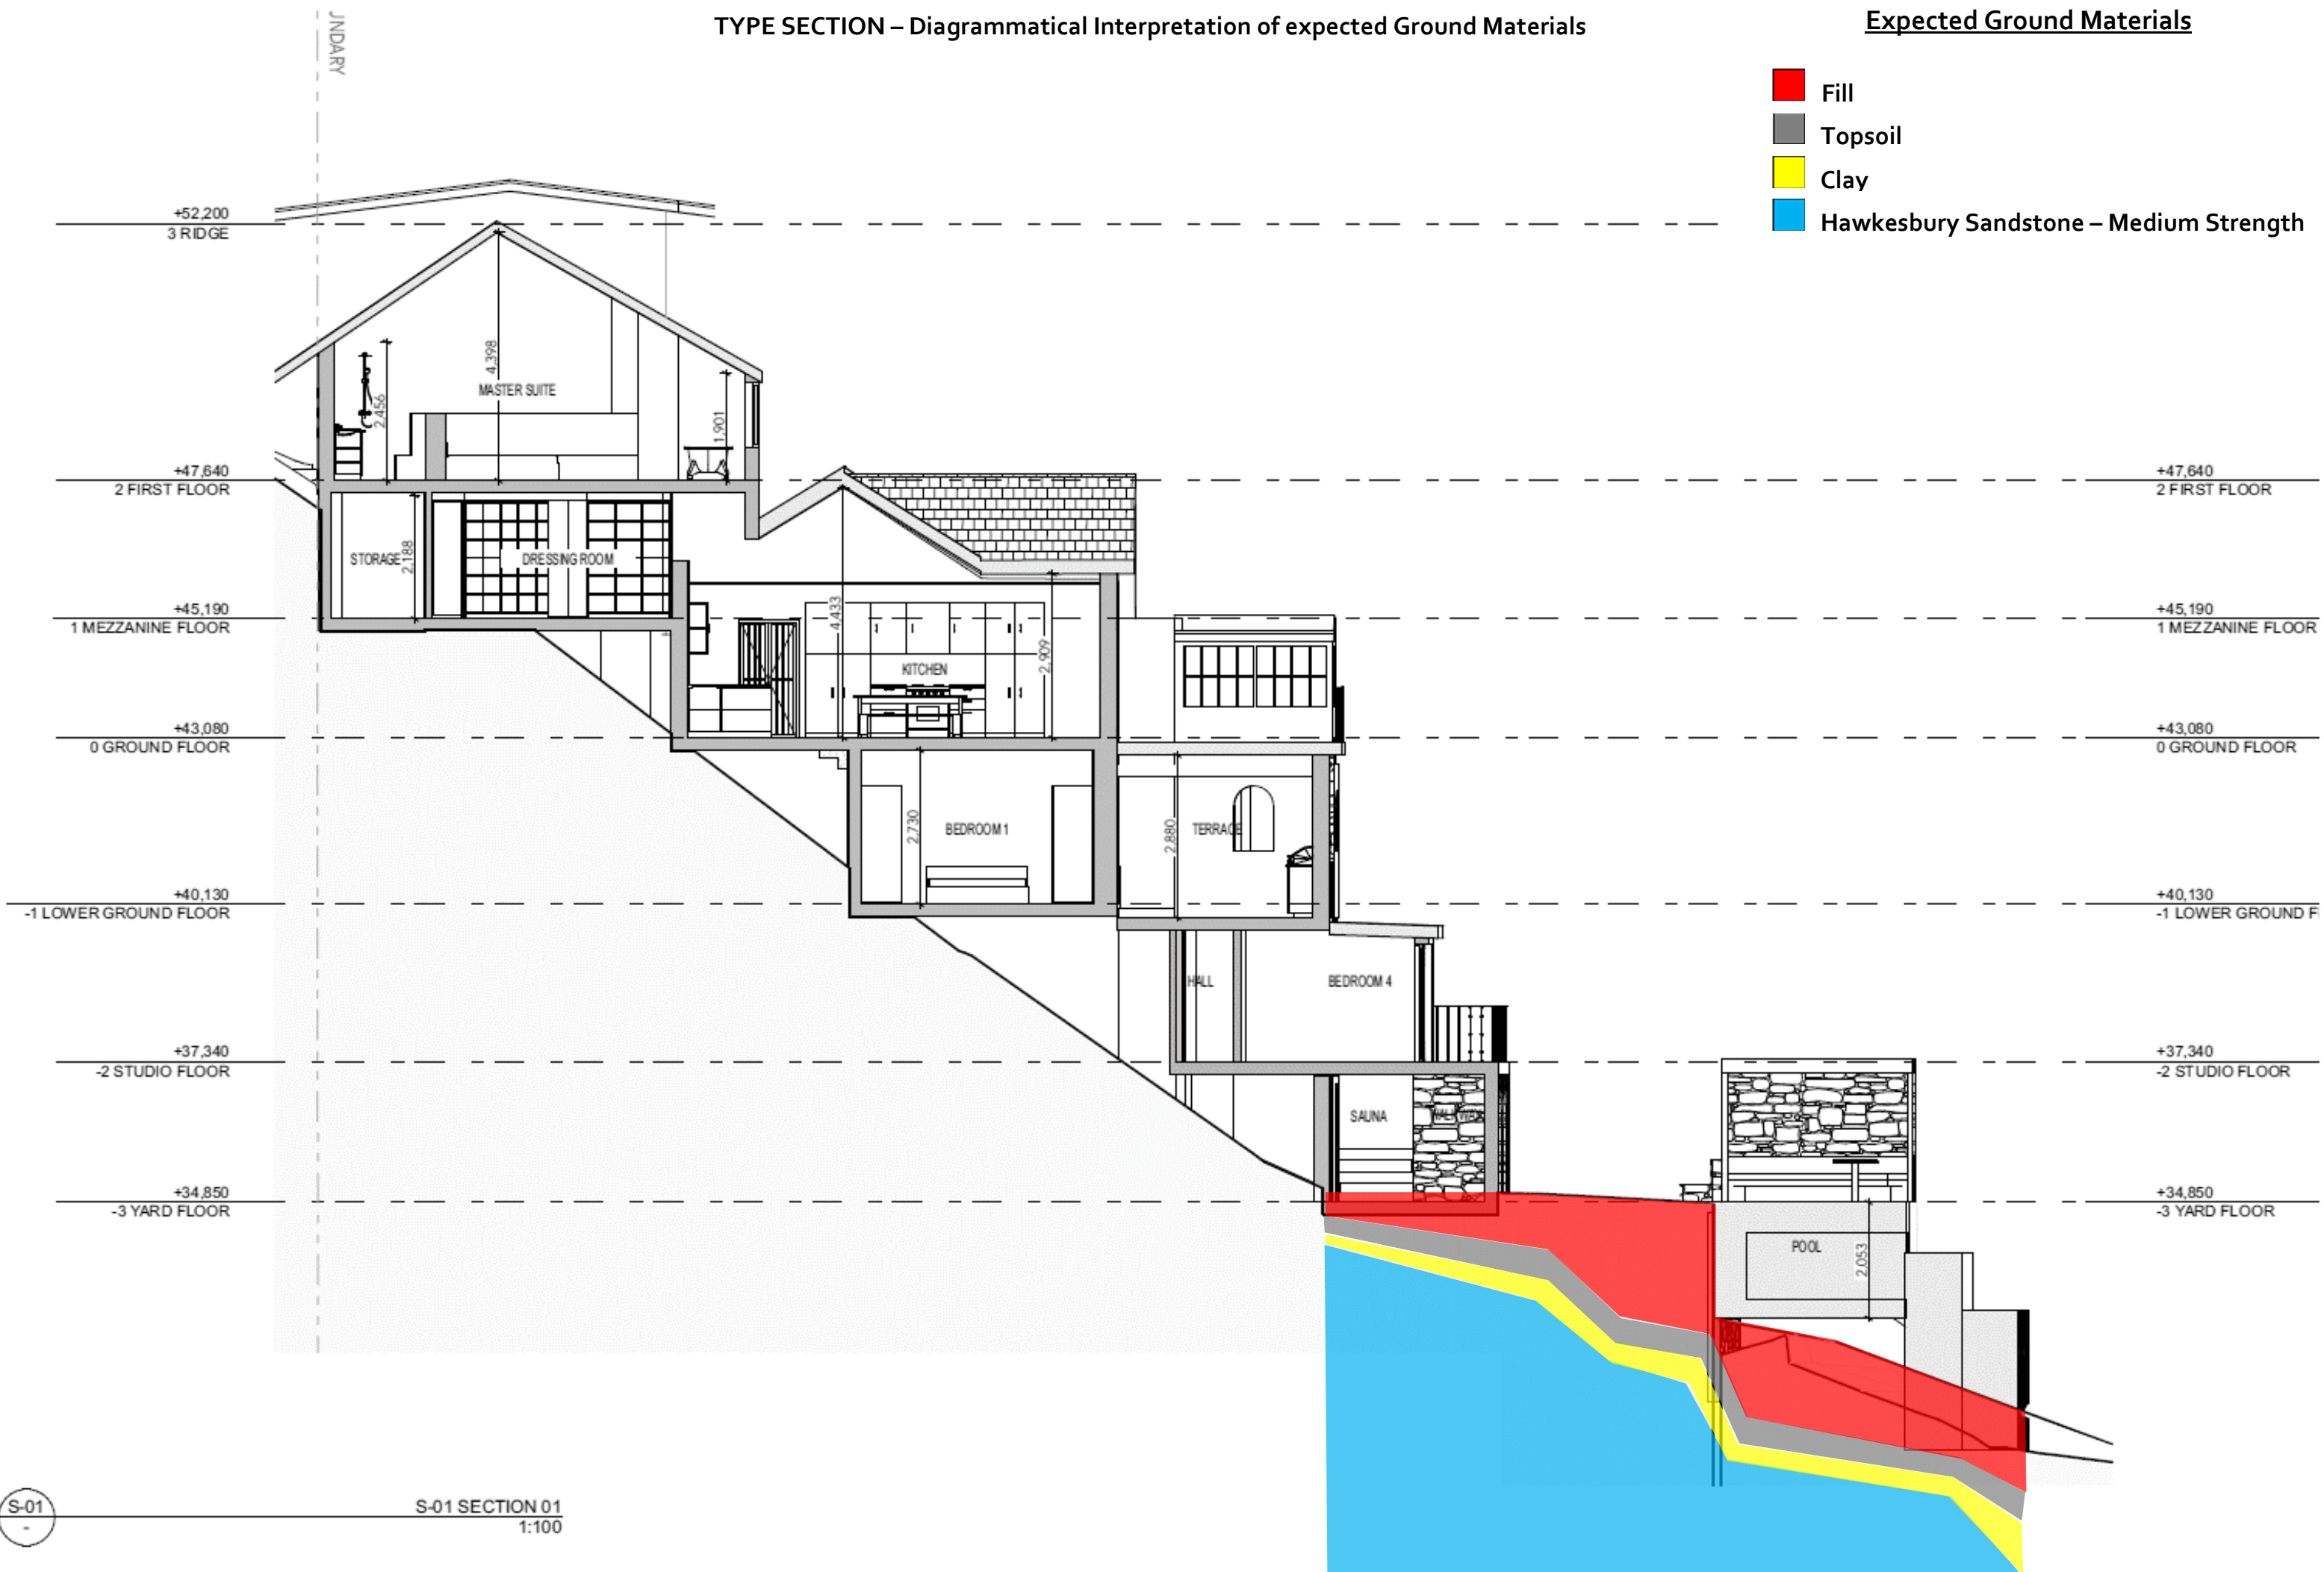 JNDARY
TYPE SECTION – Diagrammatical Interpretation of expected Ground Materials
Expected Ground Materials
Fill
Topsoil
Clay
Hawkesbury Sandstone – Medium Strength
+52,200
3 RIDGE
4,398
MASTER SUITE
2,456
1,901
+47,640
2 FIRST FLOOR
+47,640
2 FIRST FLOOR
STORAGE
2,188
DRESSING ROOM
+45,190
1 MEZZANINE FLOOR
+45,190
1 MEZZANINE FLOOR
4,433
KITCHEN
2,909
+43,080
0 GROUND FLOOR
+43,080
0 GROUND FLOOR
2,730
BEDROOM 1
2,880
TERRACE
+40,130
-1 LOWER GROUND FLOOR
+40,130
-1 LOWER GROUND F
HALL
BEDROOM 4
+37,340
-2 STUDIO FLOOR
+37,340
-2 STUDIO FLOOR
SAUNA
WALKWAY
+34,850
-3 YARD FLOOR
+34,850
-3 YARD FLOOR
POOL
2,053
S-01
-
S-01 SECTION 01
1:100